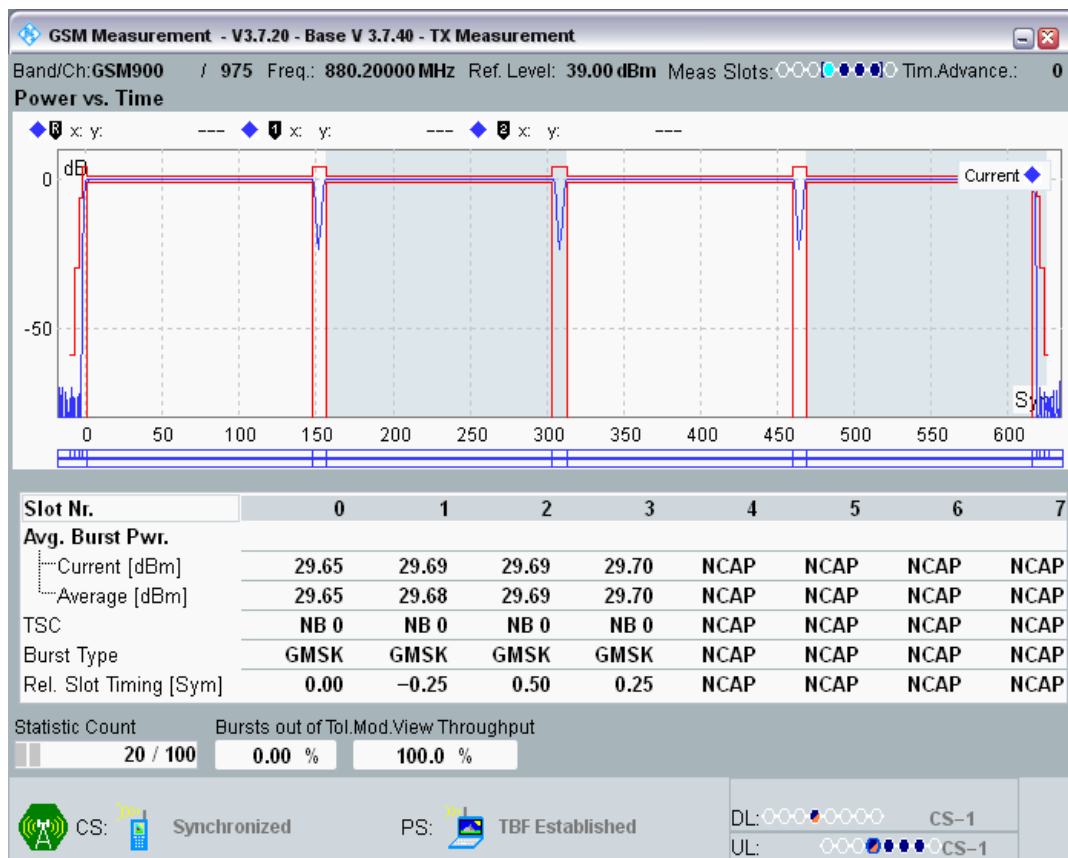 GSM Measurement - V3.7.20 - Base V 3.7.40 - TX Measurement
Band/Ch:GSM900 / 975 Freq.: 880.20000 MHz Ref. Level: 39.00 dBm Meas Slots: Tim.Advance.: 0
Power vs. Time
R x: y: --- 1 x: y: --- 2 x: y: ---
dB
Current
0
-50
0 50 100 150 200 250 300 350 400 450 500 550 600
Slot Nr. 0 1 2 3 4 5 6 7
Avg. Burst Pwr.
Current [dBm] 29.65 29.69 29.69 29.70 NCAP NCAP NCAP NCAP
Average [dBm] 29.65 29.68 29.69 29.70 NCAP NCAP NCAP NCAP
TSC NB 0 NB 0 NB 0 NB 0 NCAP NCAP NCAP NCAP
Burst Type GMSK GMSK GMSK GMSK NCAP NCAP NCAP NCAP
Rel. Slot Timing [Sym] 0.00 −0.25 0.50 0.25 NCAP NCAP NCAP NCAP
Statistic Count Bursts out of Tol. Mod.View Throughput
20 / 100 0.00 % 100.0 %
CS: Synchronized PS: TBF Established
DL: CS−1
UL: CS−1